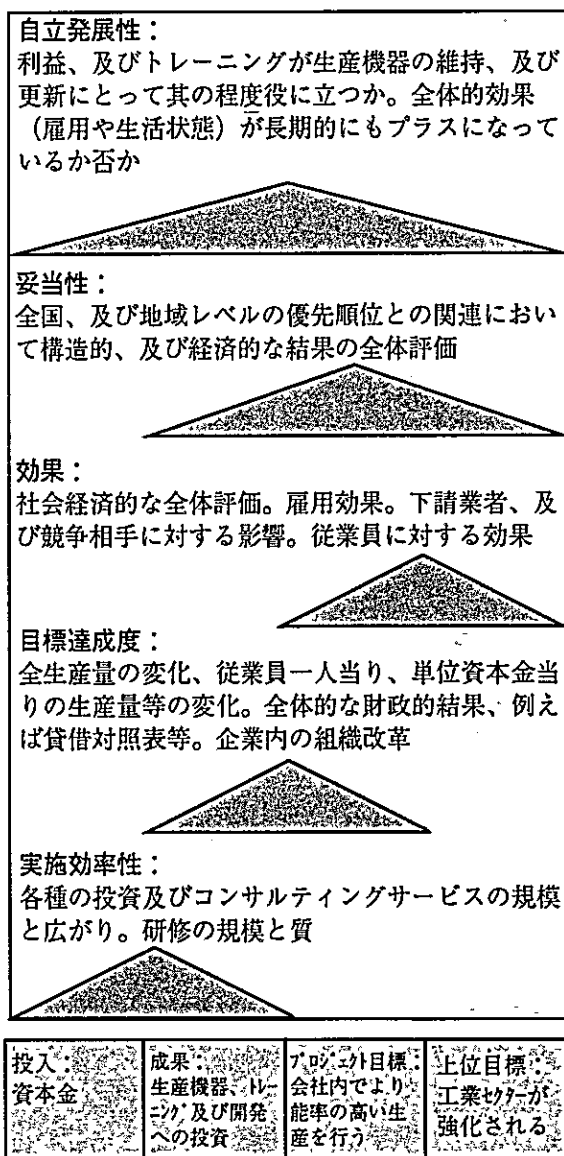 自立発展性：
利益、及びトレーニングが生産機器の維持、及び
更新にとって其の程度役に立つか。全体的効果
（雇用や生活状態）が長期的にもプラスになって
いるか否か
妥当性：
全国、及び地域レベルの優先順位との関連におい
て構造的、及び経済的な結果の全体評価
効果：
社会経済的な全体評価。雇用効果。下請業者、及
び競争相手に対する影響。従業員に対する効果
目標達成度：
全生産量の変化、従業員一人当り、単位資本金当
りの生産量等の変化。全体的な財政的結果、例え
ば貸借対照表等。企業内の組織改革
実施効率性：
各種の投資及びコンサルティングサービスの規模
と広がり。研修の規模と質
投入：
資本金
成果：
生産機器、トレー
ニング及び開発
への投資
プロジェクト目標：
会社内でより
能率の高い生
産を行う
上位目標：
工業セクターが
強化される